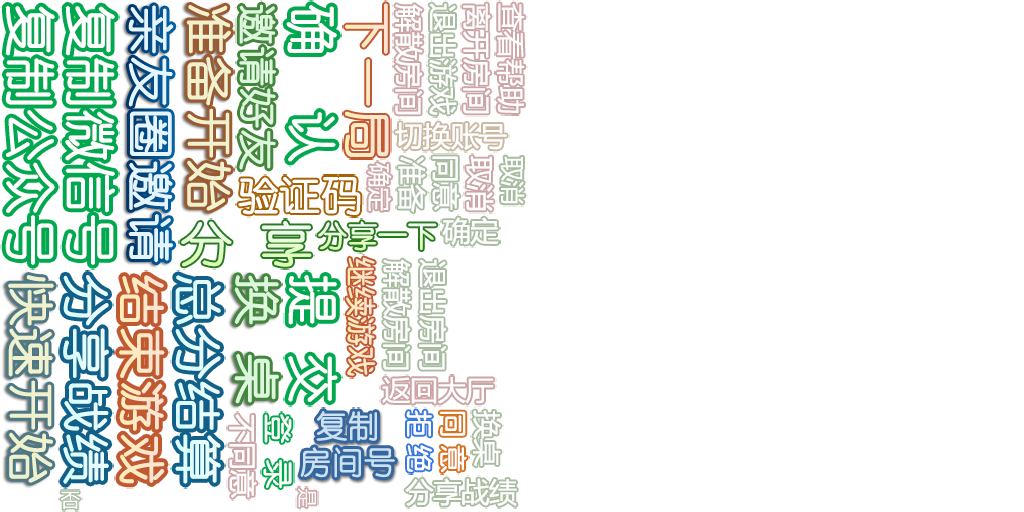 复制公众号
复制微信号
亲友圈邀请
准备开始
邀请好友
确认
下一局
解散房间
退出游戏
离开房间
查看帮助
切换账号
验证码
确定
准备
同意
取消
取消
分享
分享一下
确定
快速开始
分享战绩
结束游戏
总分结算
换桌
提交
继续游戏
解散房间
退出房间
返回大厅
不同意
登录
复制
房间号
拒绝
同意
换桌
分享战绩
否
是